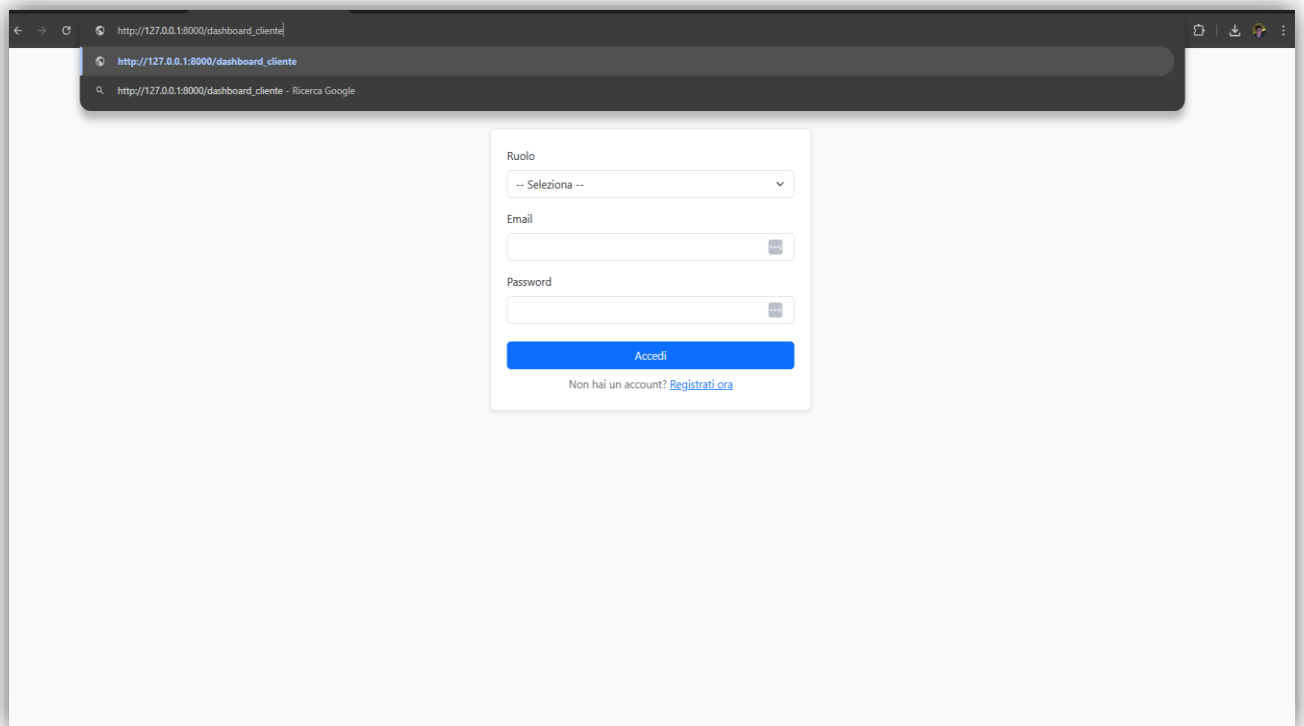 http://127.0.0.1:8000/dashboard_cliente
http://127.0.0.1:8000/dashboard_cliente
http://127.0.0.1:8000/dashboard_cliente - Ricerca Google
Ruolo
-- Seleziona --
Email
Password
Accedi
Non hai un account? Registrati ora